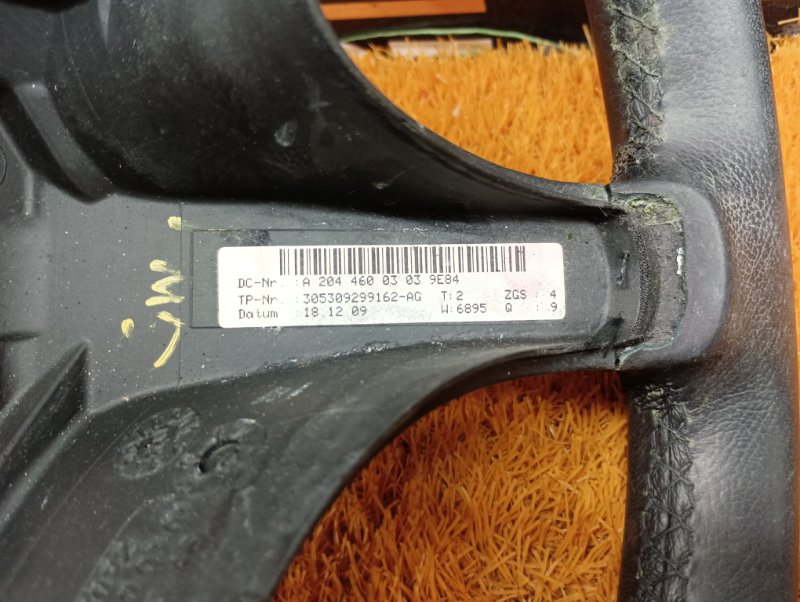 DC-Nr. :A 204 460 03 03 9E84
TP-Nr. :305309299162-AG T:2 ZGS : 4
Datum :18.12.09 W:6895 Q : 9